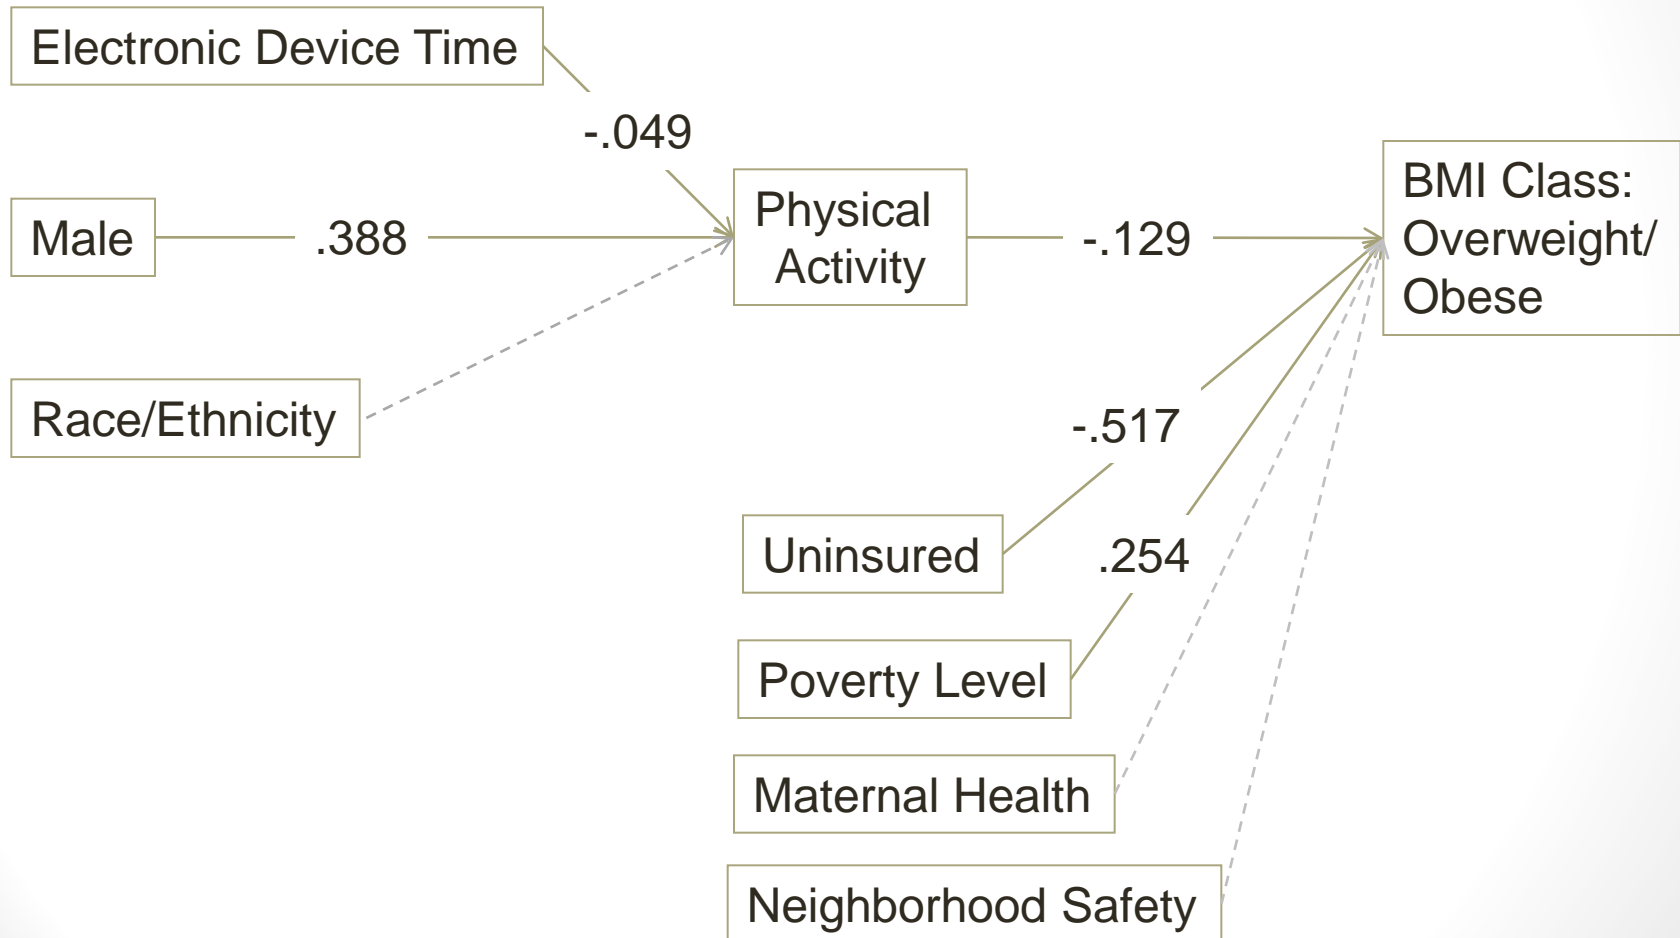 Electronic Device Time
-.049
Male
.388
Physical
Activity
-.129
BMI Class:
Overweight/
Obese
Race/Ethnicity
-.517
Uninsured
.254
Poverty Level
Maternal Health
Neighborhood Safety